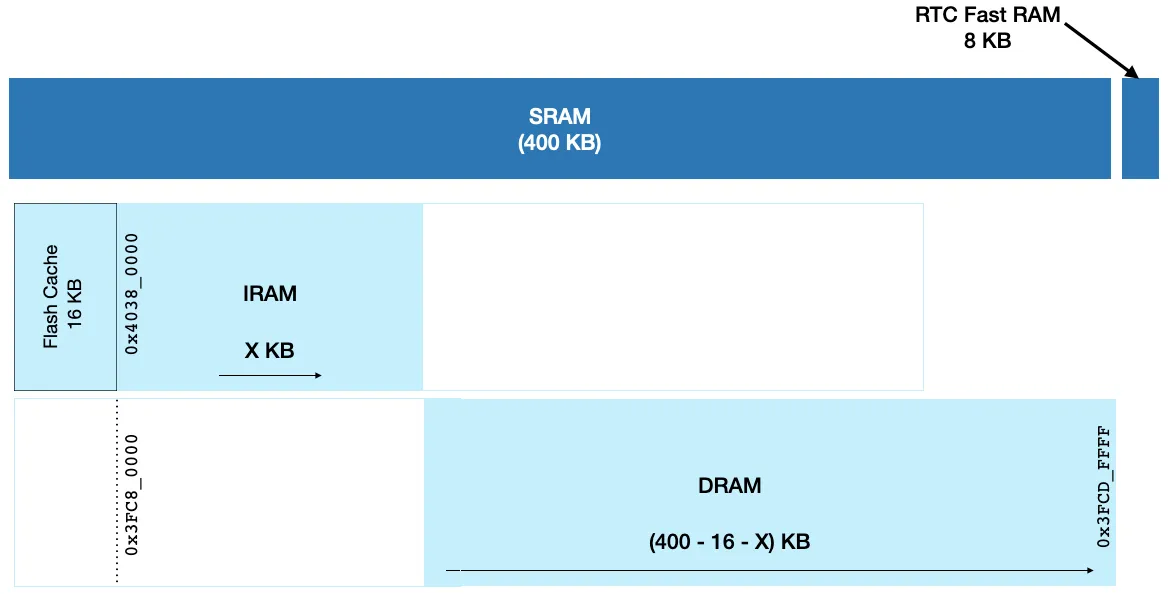 RTC Fast RAM
8 KB
SRAM
(400 KB)
Flash Cache
16 KB
0x4038_0000
IRAM
X KB
0x3FC8_0000
DRAM
(400 - 16 - X) KB
0x3FCD_FFFF